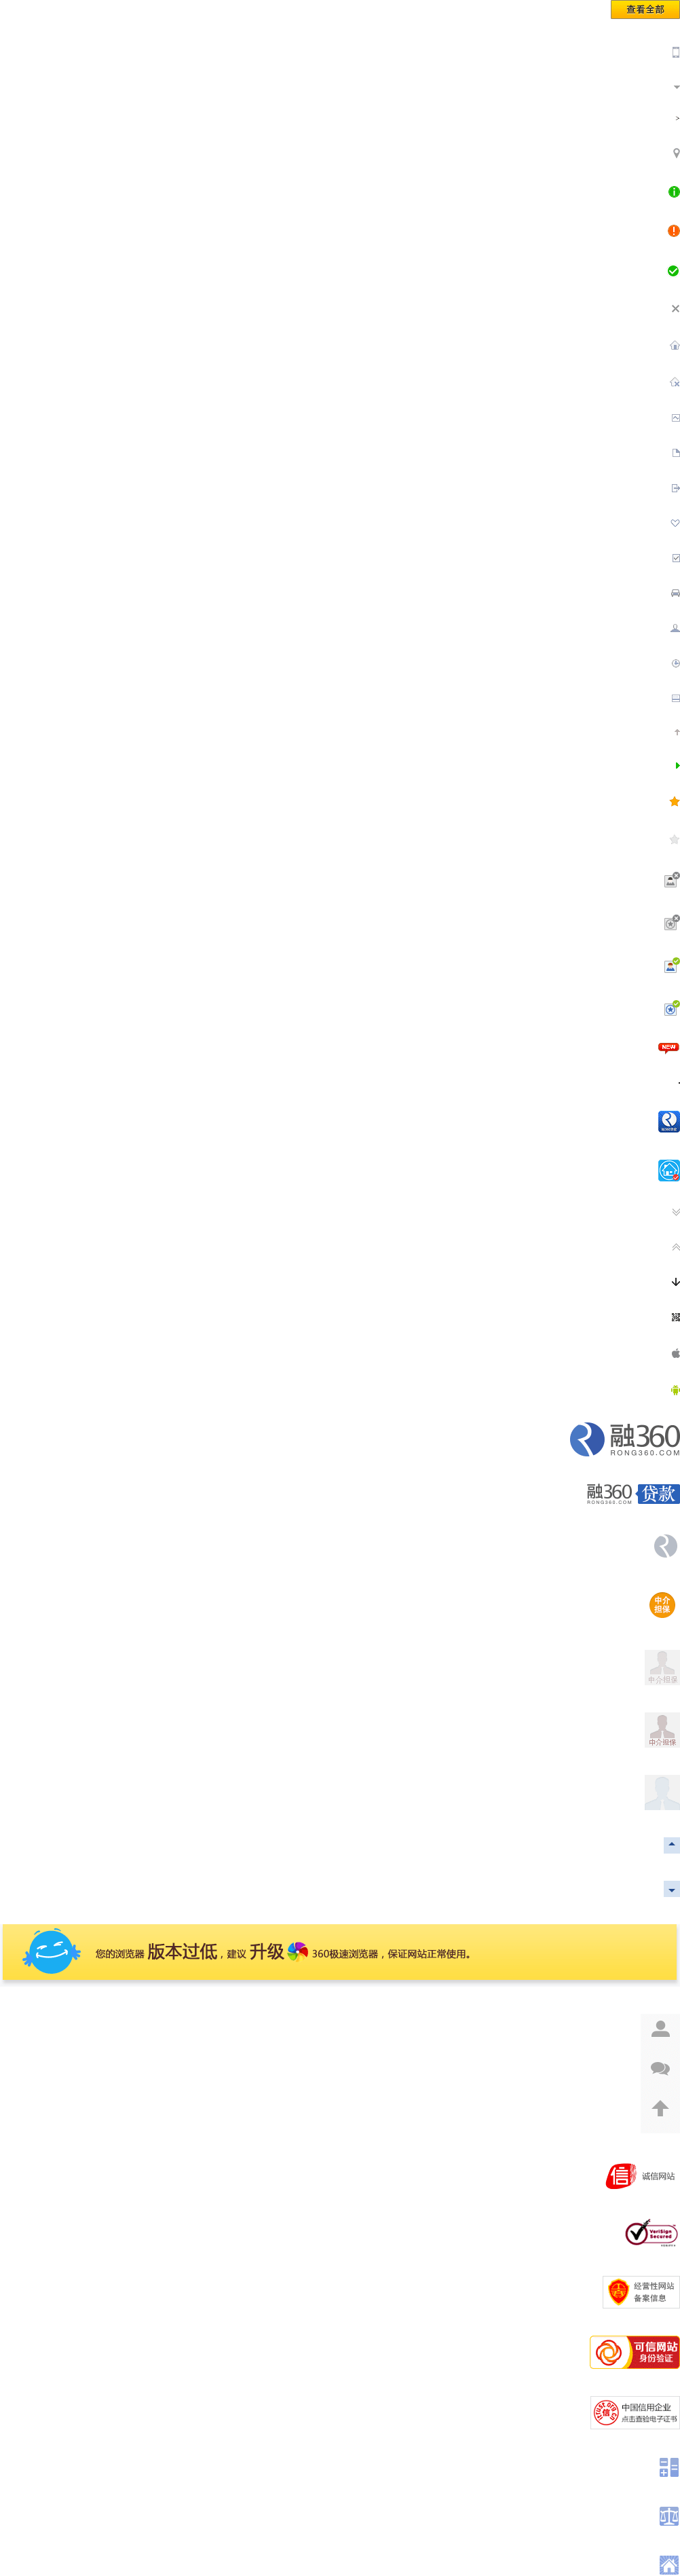 查看全部
NEW
融360
RONG360.COM
融360 贷款
RONG360.COM
中介
担保
中介担保
中介担保
您的浏览器 版本过低，建议 升级 360极速浏览器，保证网站正常使用。
信 诚信网站
VeriSign
Secured
经营性网站
备案信息
可信网站
身份验证
信 中国信用企业
点击查验电子证书